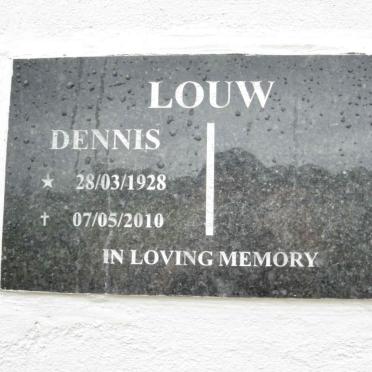 LOUW
DENNIS
★ 28/03/1928
✝ 07/05/2010
IN LOVING MEMORY